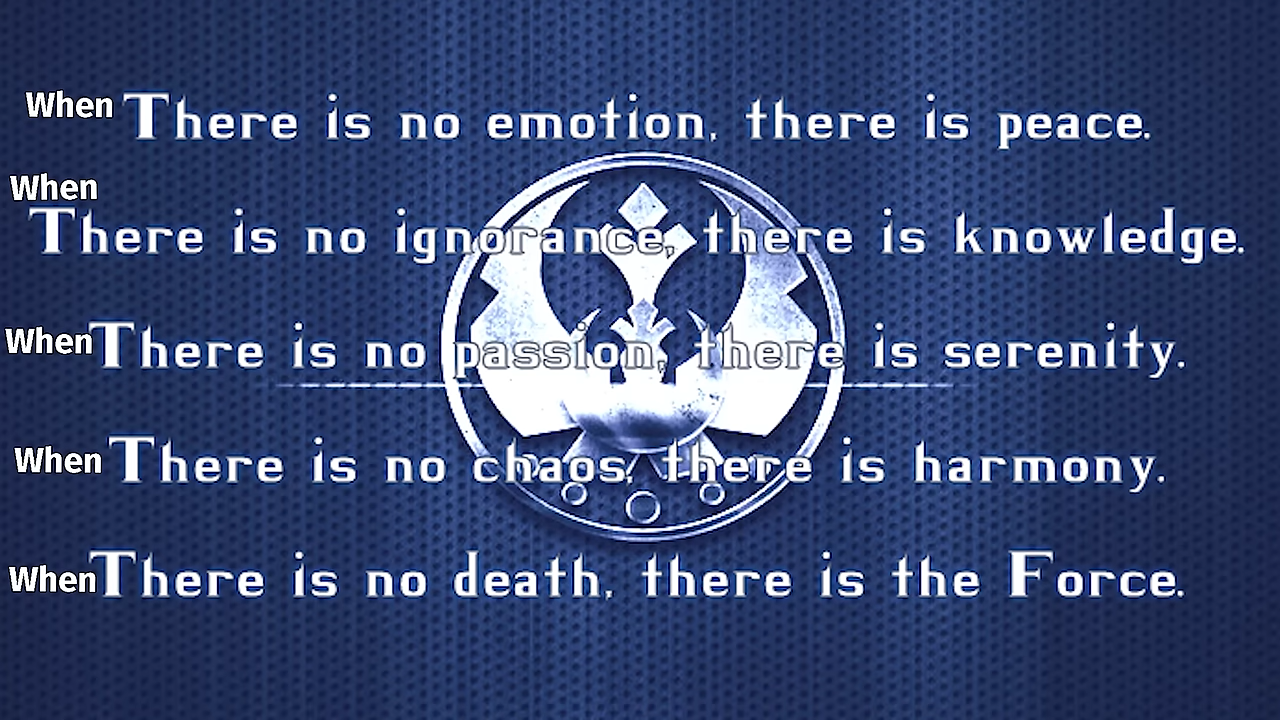 When There is no emotion, there is peace.
When
There is no ignorance, there is knowledge.
When There is no passion, there is serenity.
When There is no chaos, there is harmony.
When There is no death, there is the Force.